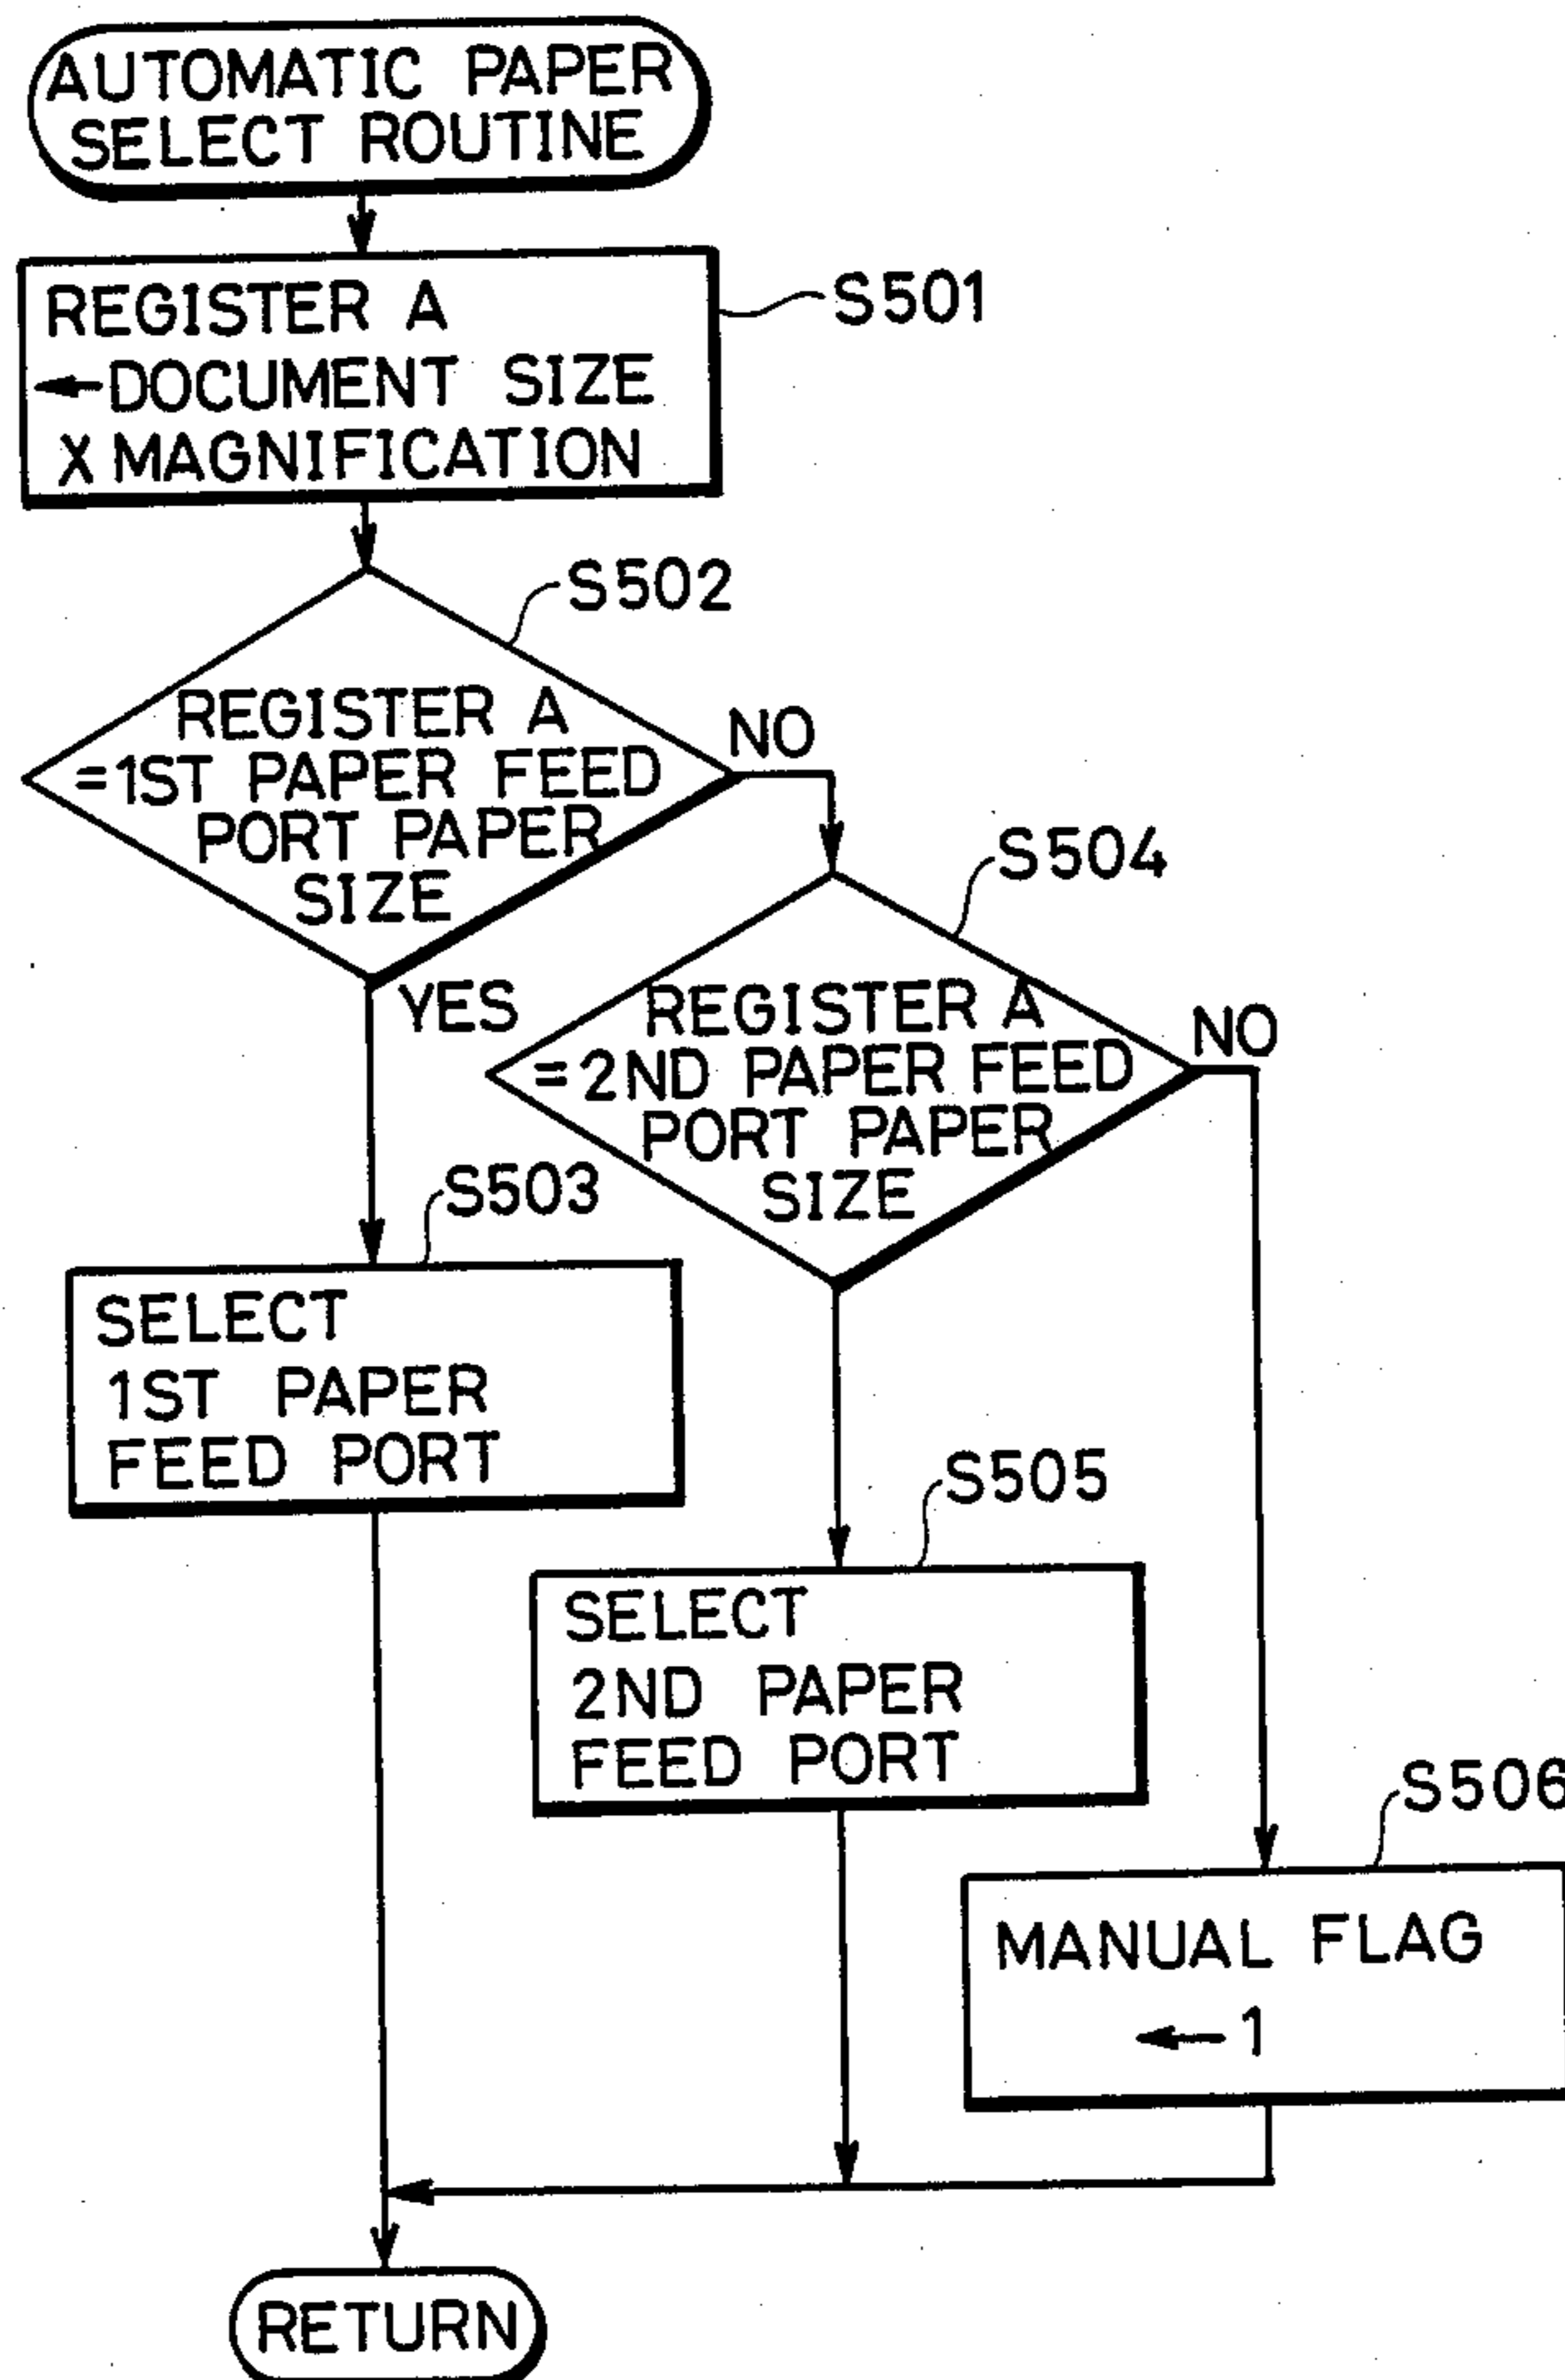 AUTOMATIC PAPER
SELECT ROUTINE
REGISTER A
←DOCUMENT SIZE
X MAGNIFICATION
S501
S502
REGISTER A
=1ST PAPER FEED
PORT PAPER
SIZE
NO
YES
S504
REGISTER A
=2ND PAPER FEED
PORT PAPER
SIZE
NO
S503
SELECT
1ST PAPER
FEED PORT
S505
SELECT
2ND PAPER
FEED PORT
S506
MANUAL FLAG
←1
RETURN